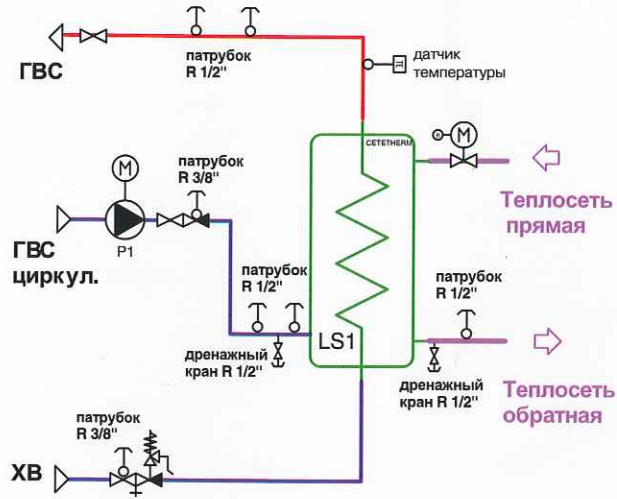 патрубок
R 1/2"
ГВС
датчик
температуры
CETETHERM
M
M
патрубок
R 3/8"
Теплосеть
прямая
P1
ГВС
циркул.
патрубок
R 1/2"
патрубок
R 1/2"
LS1
дренажный
кран R 1/2"
дренажный
кран R 1/2"
Теплосеть
обратная
патрубок
R 3/8"
ХВ